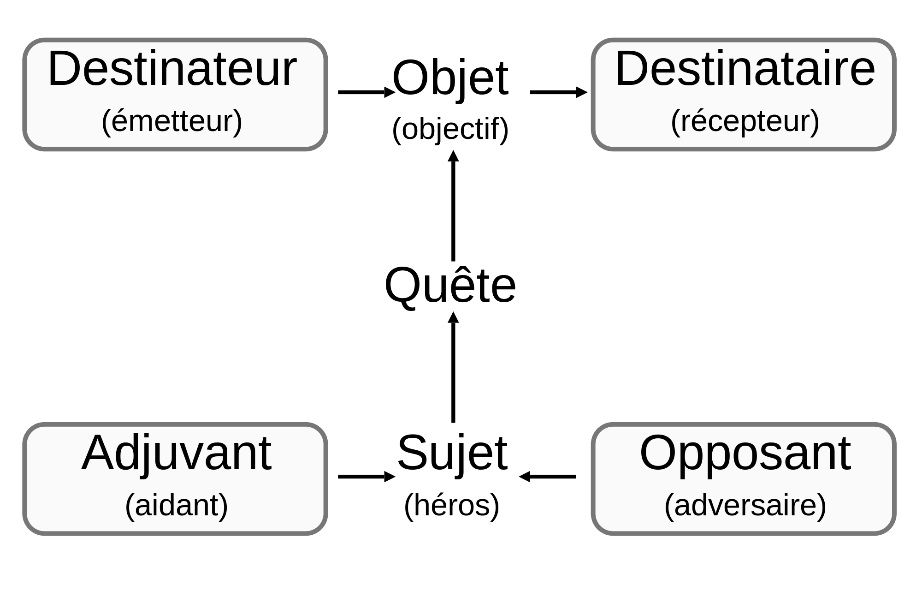 Destinateur
(émetteur)
Objet
(objectif)
Destinataire
(récepteur)
Quête
Adjuvant
(aidant)
Sujet
(héros)
Opposant
(adversaire)